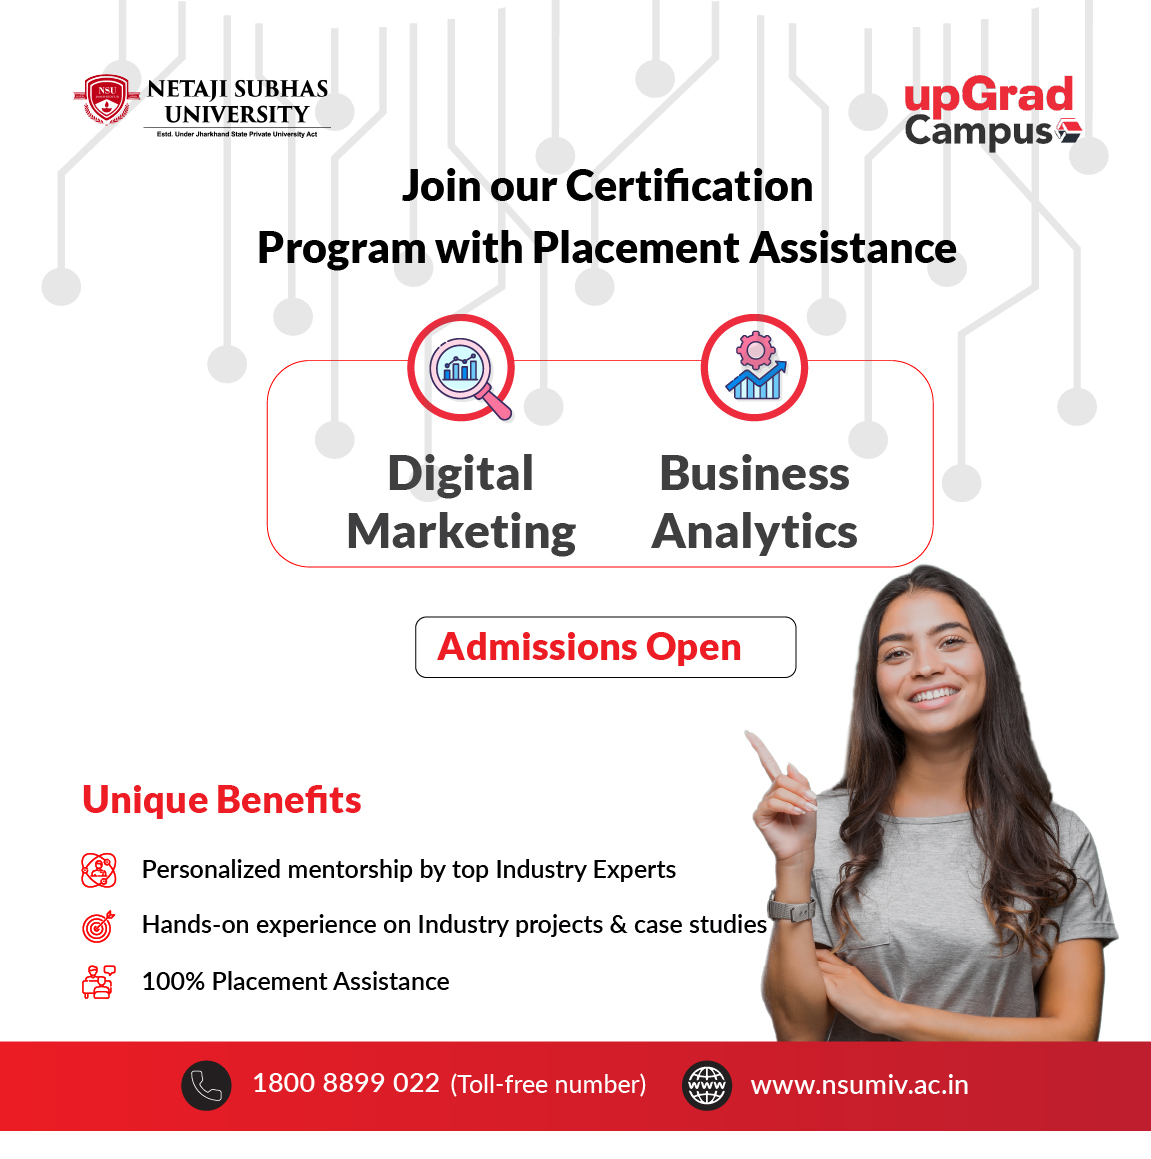 NSU
NETAJI SUBHAS
UNIVERSITY
Estd. Under Jharkhand State Private University Act
upGrad
Campus
Join our Certification
Program with Placement Assistance
Digital
Marketing
Business
Analytics
Admissions Open
Unique Benefits
Personalized mentorship by top Industry Experts
Hands-on experience on Industry projects & case studies
100% Placement Assistance
1800 8899 022 (Toll-free number)
www
www.nsumiv.ac.in